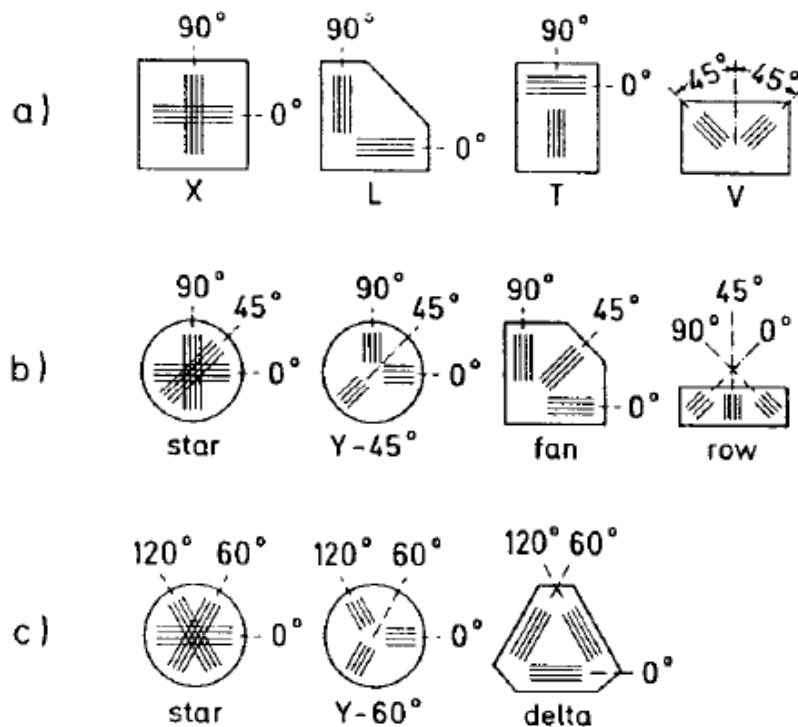 90° 90° 90° 45° 45°
a) 0° 0° 0°
X L T V
90° 45° 90° 45° 90° 45° 45°
90° 0°
b) 0° 0° 0°
star Y-45° fan row
120° 60° 120° 60° 120° 60°
c) 0° 0° 0°
star Y-60° delta